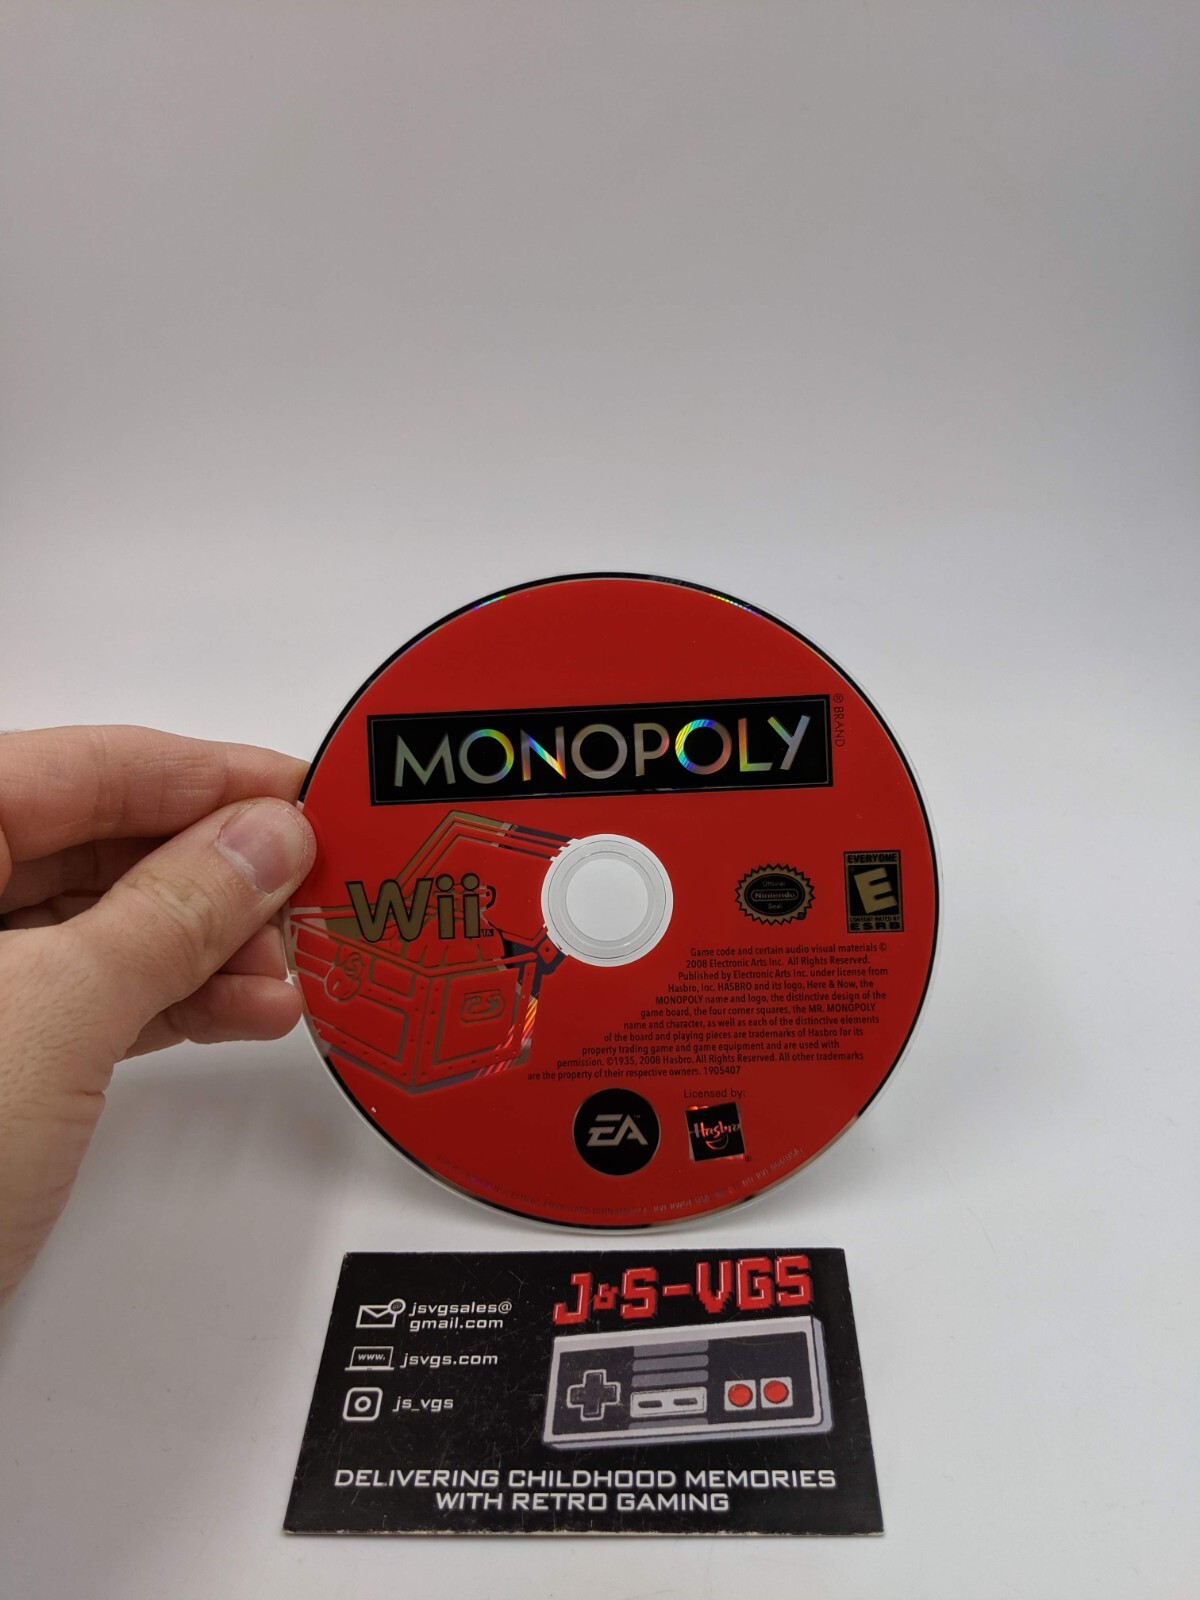 MONOPOLY
® BRAND
Wii
TM
Official
Nintendo
Seal
EVERYONE
E
CONTENT RATED BY
ESRB
Game code and certain audio visual materials ©
2008 Electronic Arts Inc. All Rights Reserved.
Published by Electronic Arts Inc. under license from
Hasbro, Inc. HASBRO and its logo, Here & Now, the
MONOPOLY name and logo, the distinctive design of the
game board, the four corner squares, the MR. MONOPOLY
name and character, as well as each of the distinctive elements
of the board and playing pieces are trademarks of Hasbro for its
property trading game and game equipment and are used with
permission. ©1935, 2008 Hasbro. All Rights Reserved. All other trademarks
are the property of their respective owners. 1905407
Licensed by:
EA
Hasbro
J&S-VGS
jsvgsales@
gmail.com
www.
jsvgs.com
js_vgs
DELIVERING CHILDHOOD MEMORIES
WITH RETRO GAMING